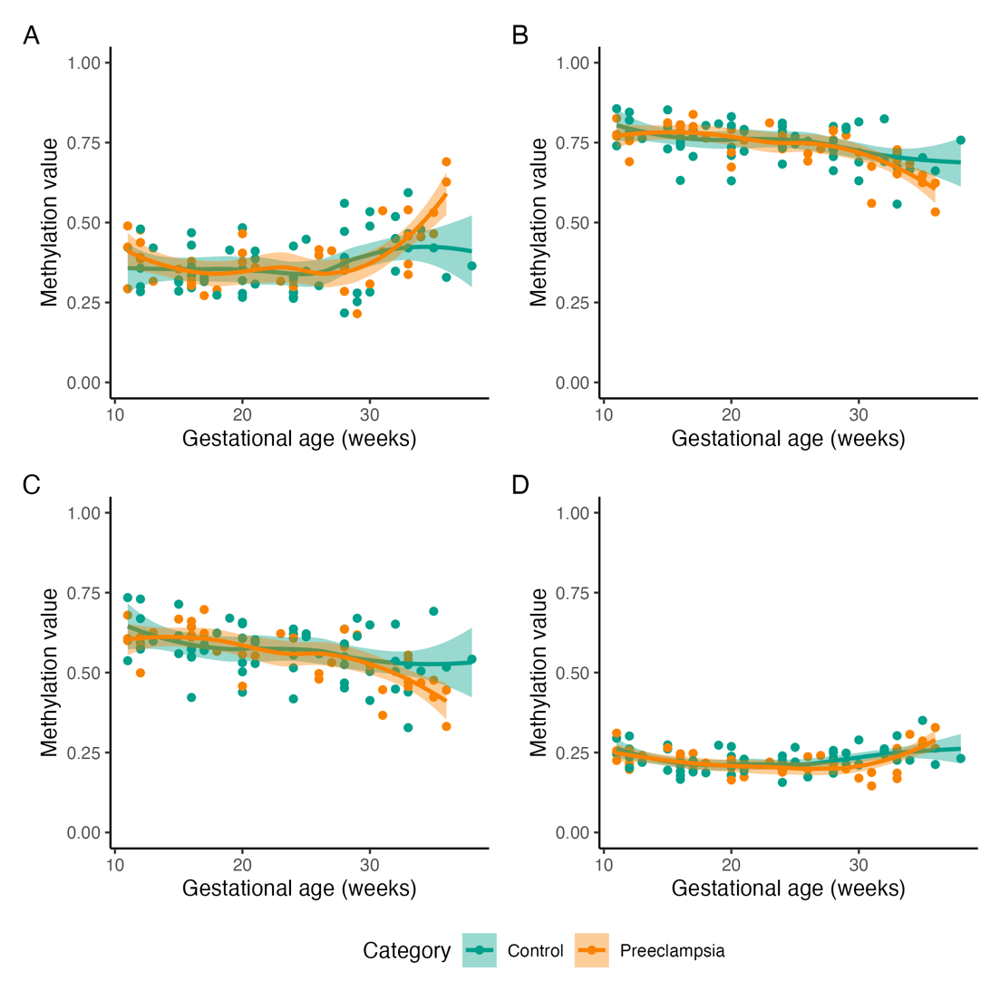 A
1.00
0.75
0.50
0.25
0.00
Methylation value
10 20 30
Gestational age (weeks)
B
1.00
0.75
0.50
0.25
0.00
Methylation value
10 20 30
Gestational age (weeks)
C
1.00
0.75
0.50
0.25
0.00
Methylation value
10 20 30
Gestational age (weeks)
D
1.00
0.75
0.50
0.25
0.00
Methylation value
10 20 30
Gestational age (weeks)
Category Control Preeclampsia